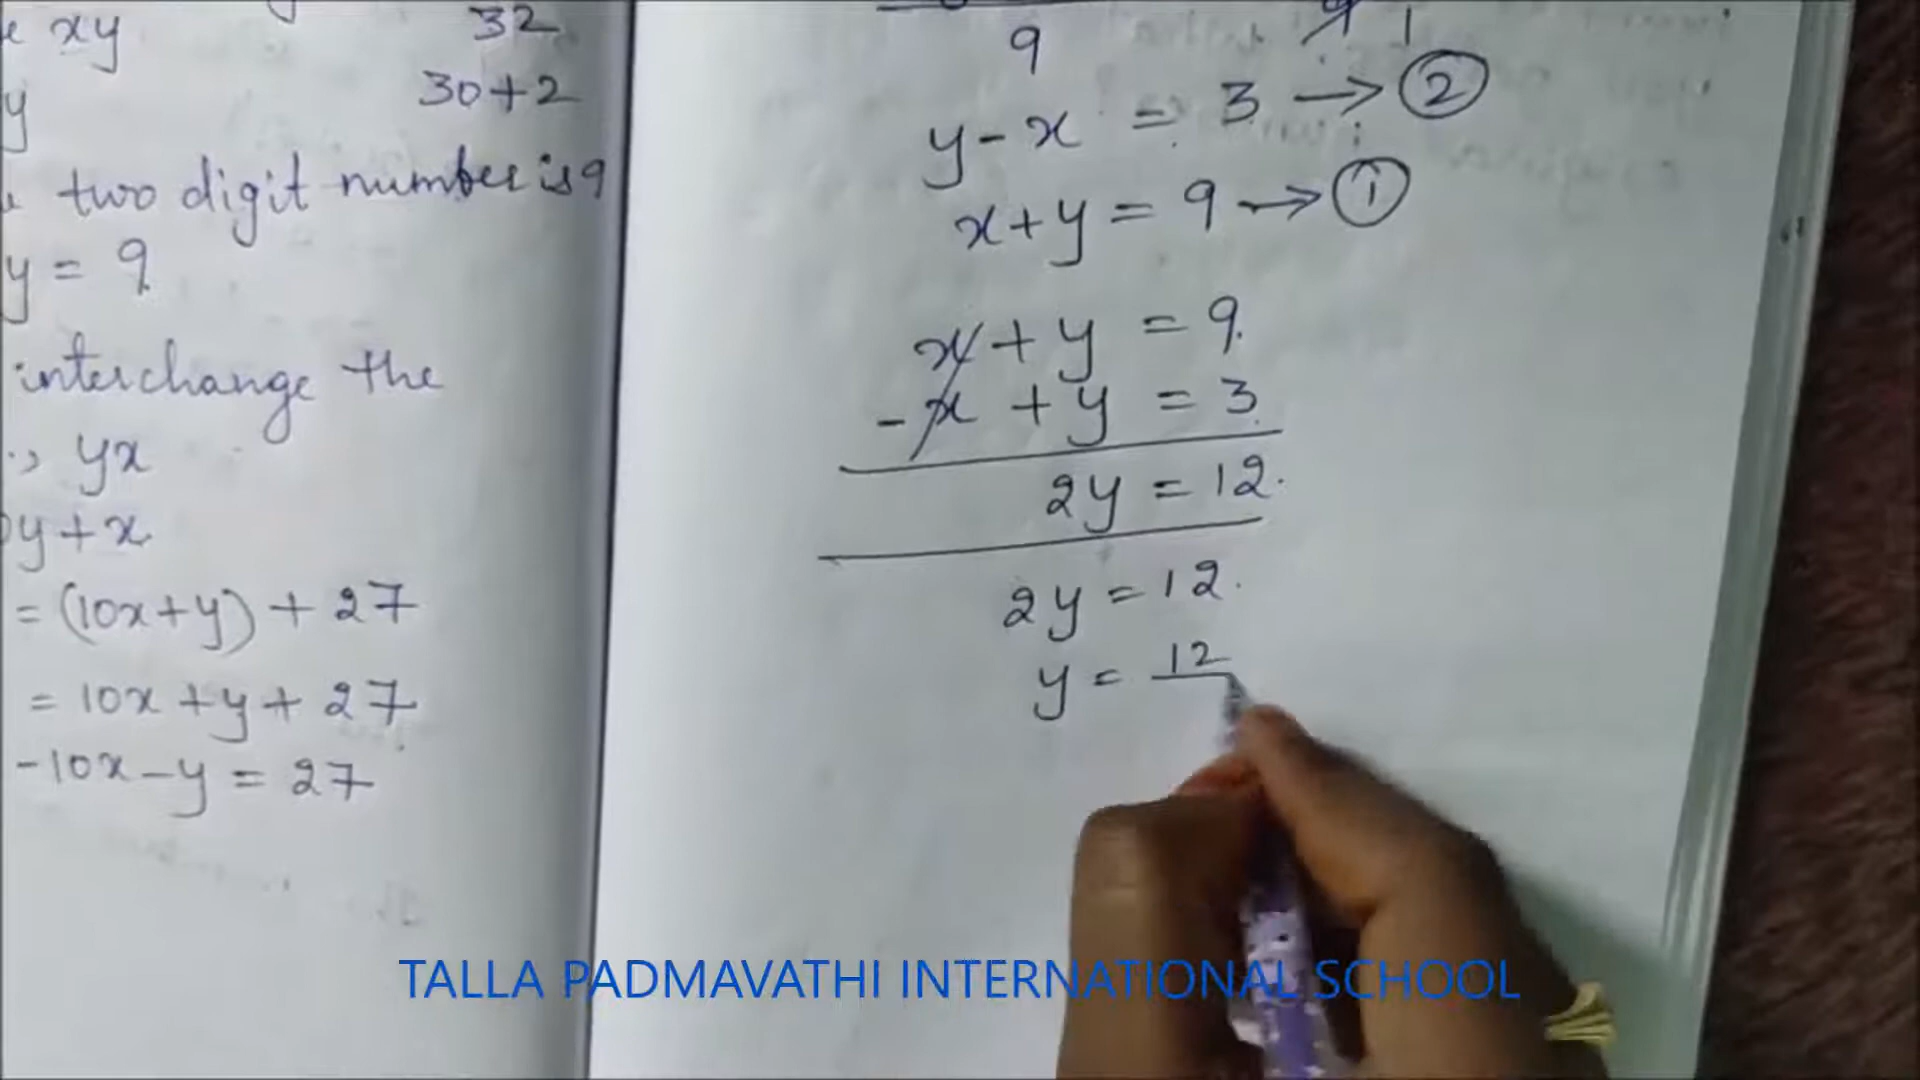 xy 32
y 30+2
two digit number is 9
y = 9
interchange the
yx
y+x
= (10x+y) + 27
= 10x + y + 27
-10x - y = 27
9 1
y - x = 3 → ②
x + y = 9 → ①
x + y = 9
- x + y = 3
2y = 12
2y = 12
y = 12
TALLA PADMAVATHI INTERNATIONAL SCHOOL